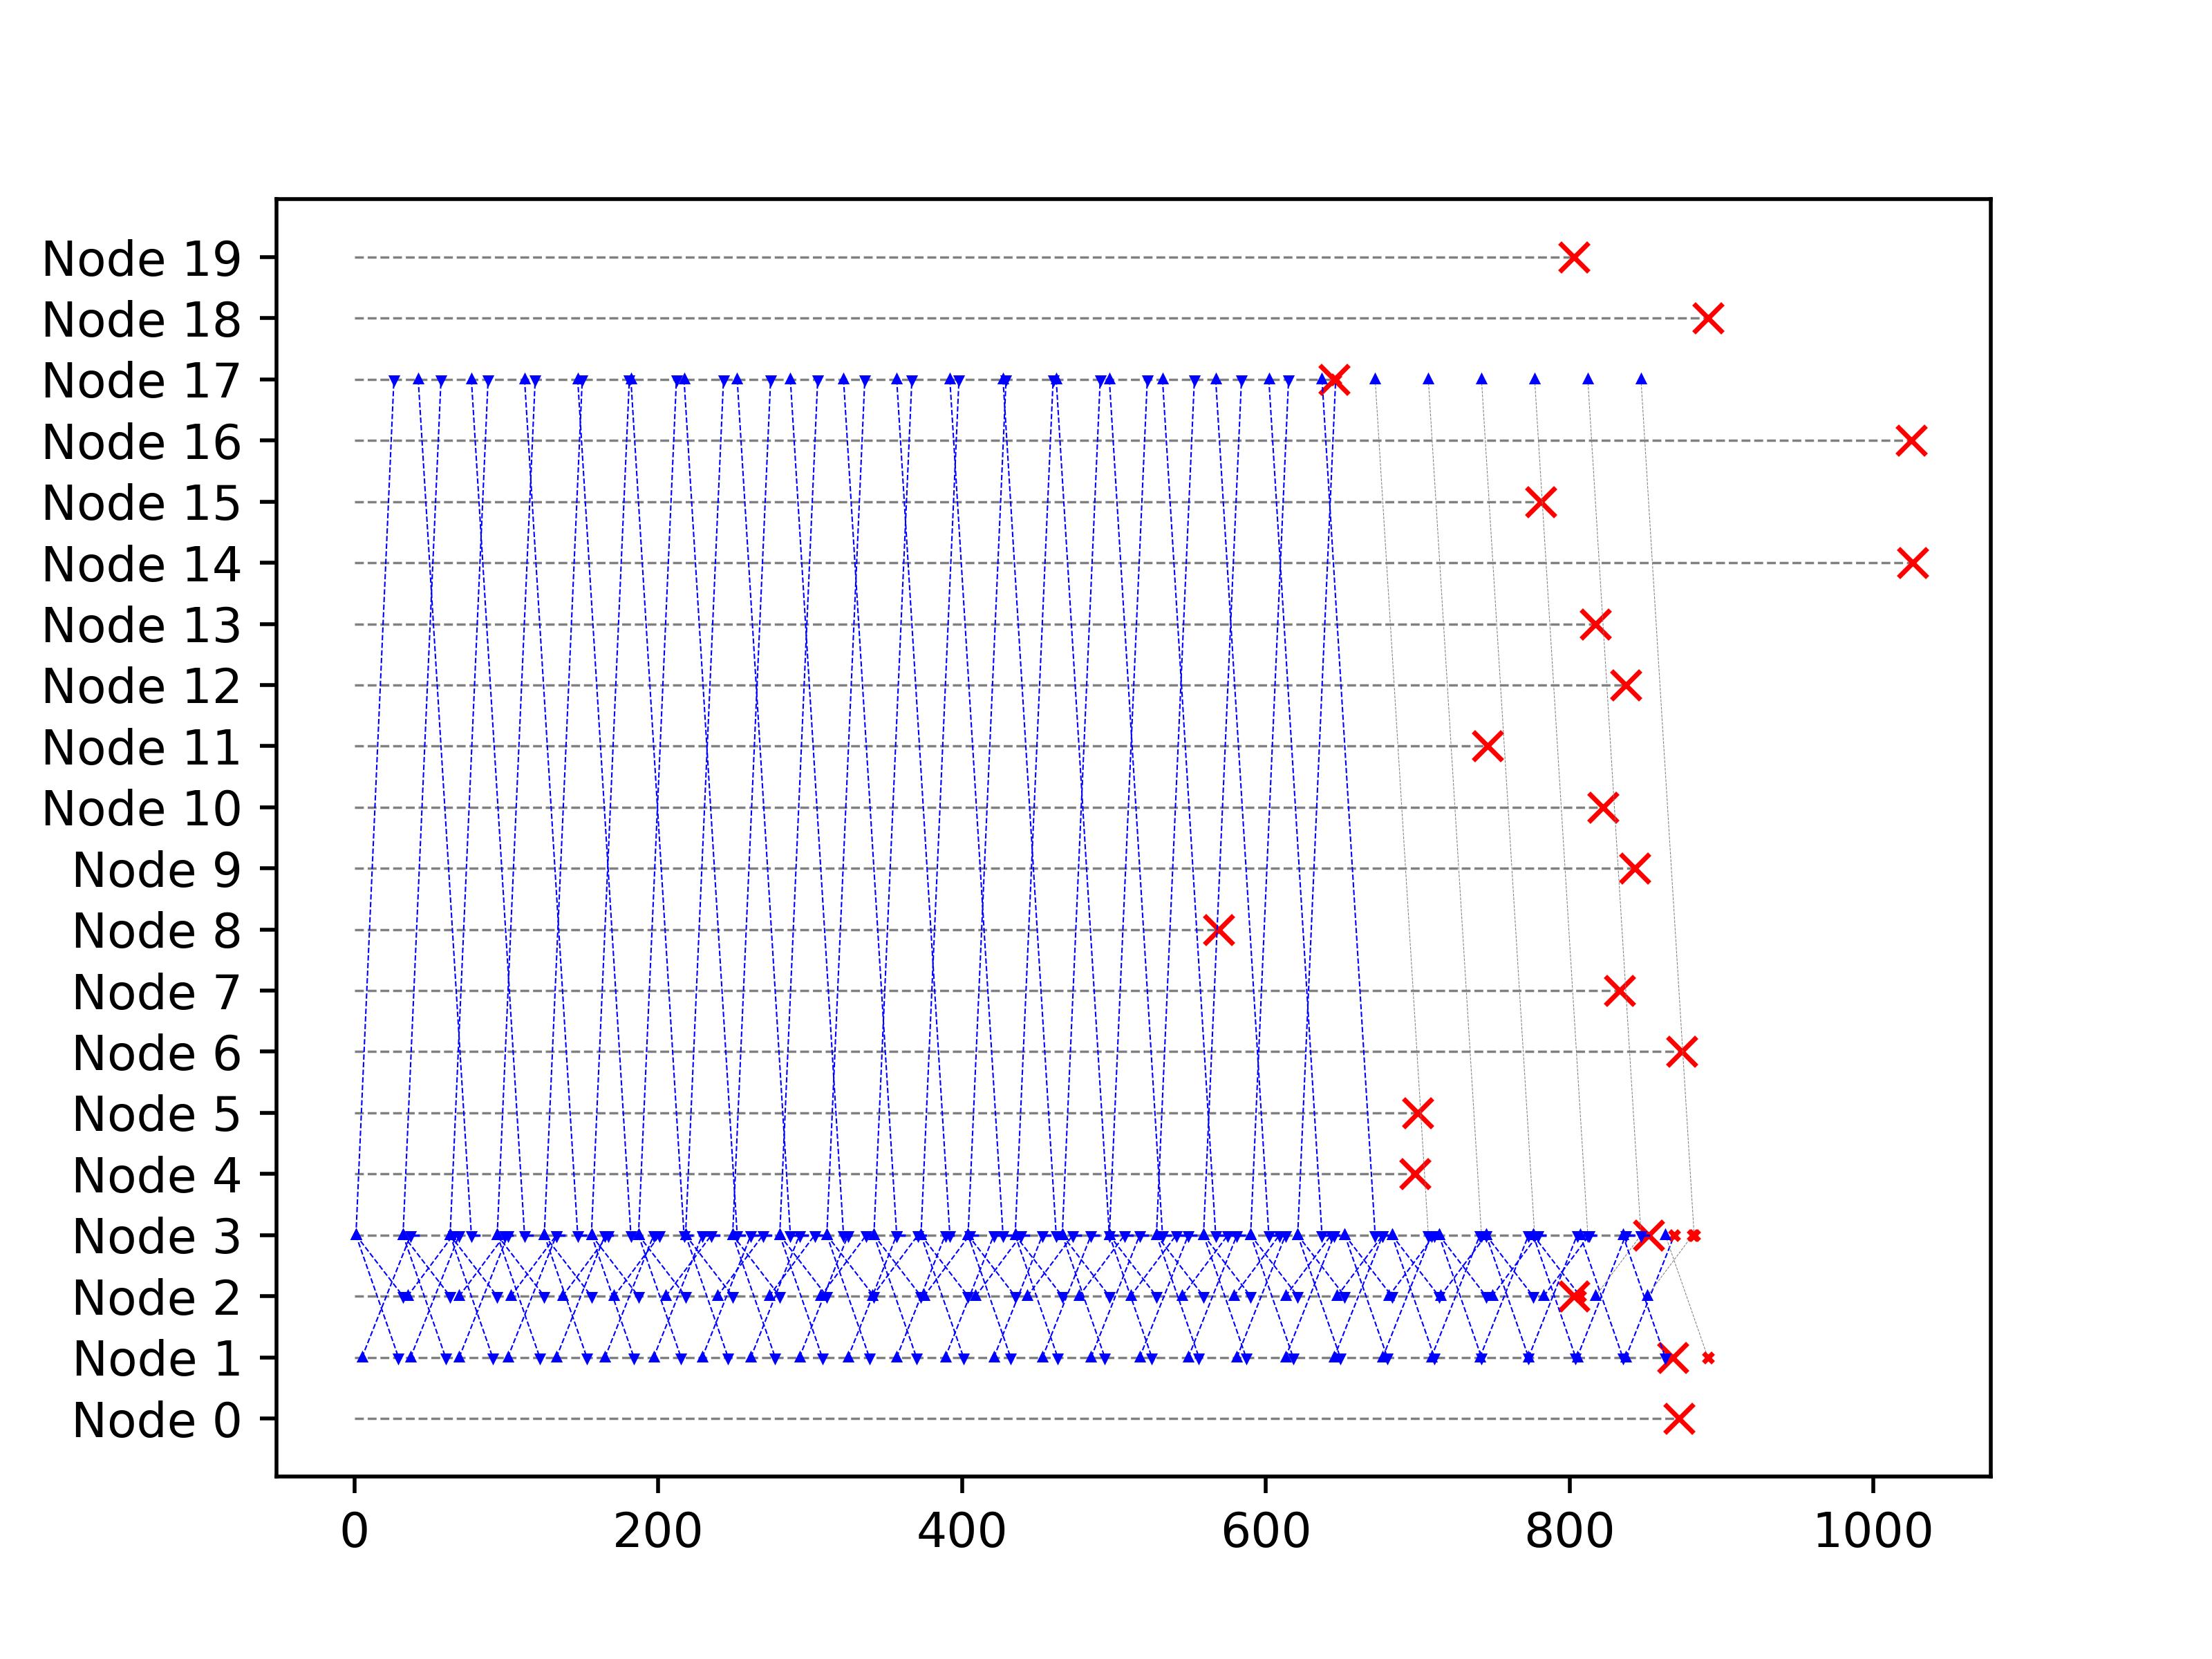 Node 19
Node 18
Node 17
Node 16
Node 15
Node 14
Node 13
Node 12
Node 11
Node 10
Node 9
Node 8
Node 7
Node 6
Node 5
Node 4
Node 3
Node 2
Node 1
Node 0
0 200 400 600 800 1000